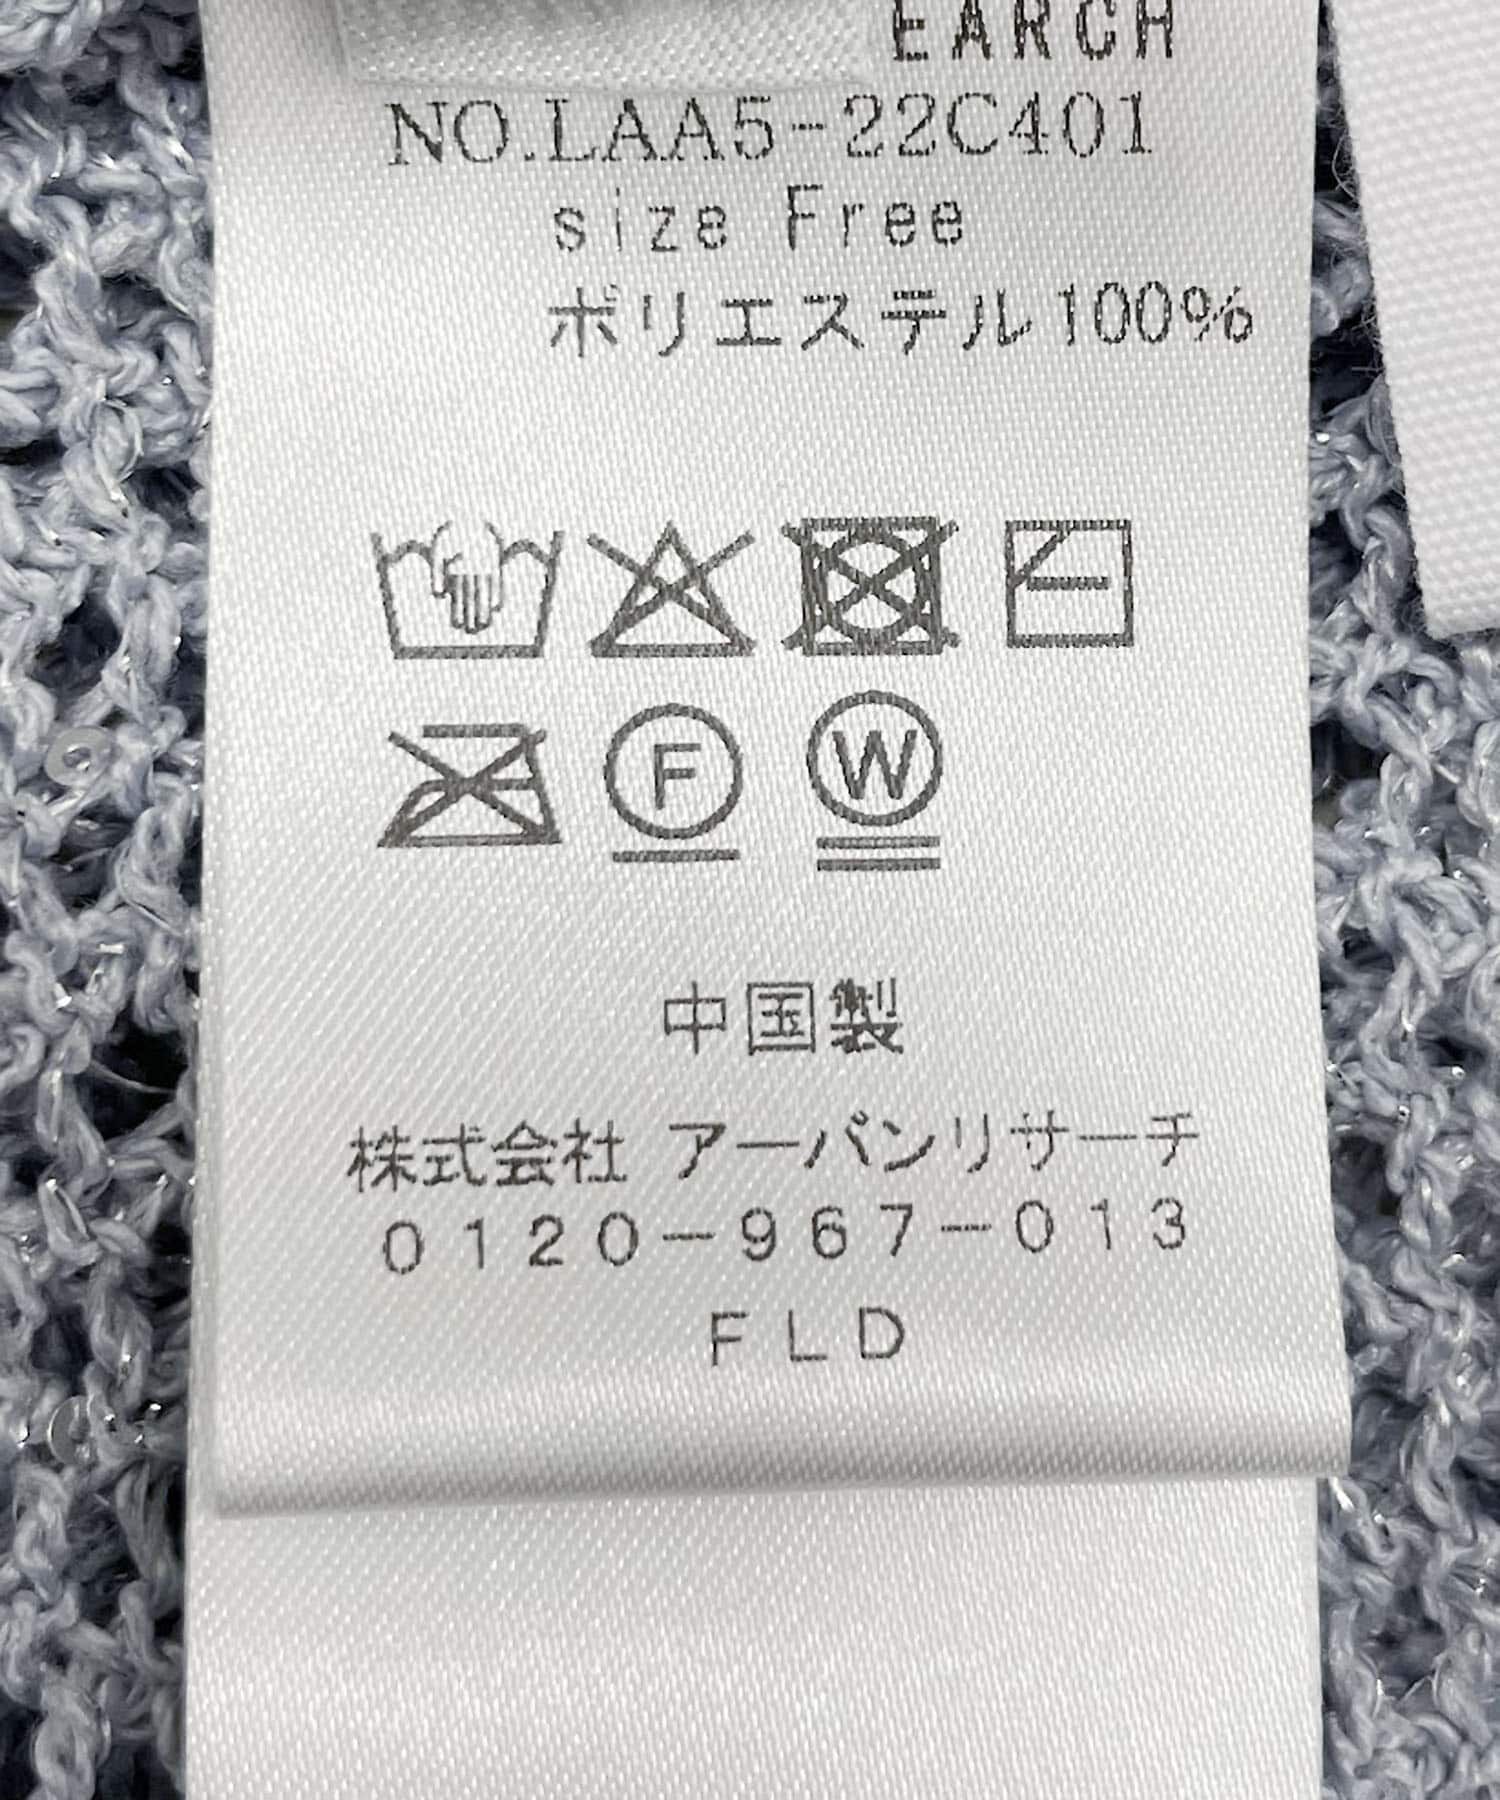 EARCH
NO.LAA5-22C401
size Free
ポリエステル100%
F W
中国製
株式会社 アーバンリサーチ
0120-967-013
FLD